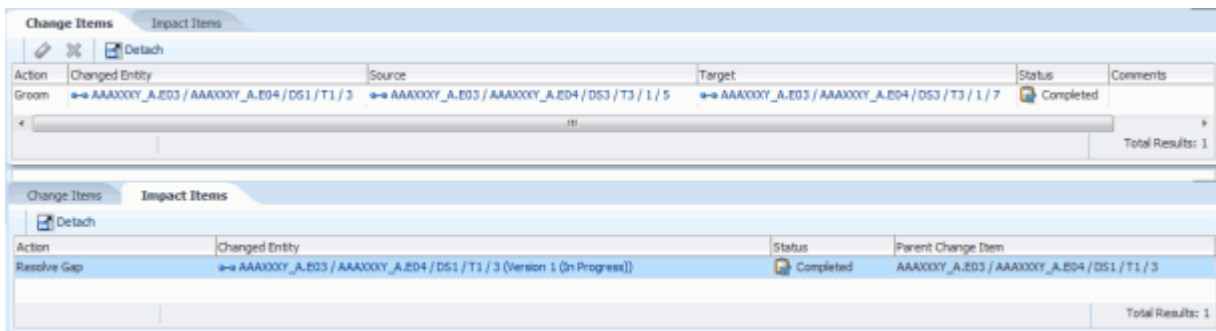 Change Items Impact Items
Detach
Action Changed Entity Source Target Status Comments
Groom AAAXXXY_A.E03 / AAAXXXY_A.E04 / DS1 / T1 / 3 AAAXXXY_A.E03 / AAAXXXY_A.E04 / DS3 / T3 / 1 / 5 AAAXXXY_A.E03 / AAAXXXY_A.E04 / DS3 / T3 / 1 / 7 Completed
Total Results: 1
Change Items Impact Items
Detach
Action Changed Entity Status Parent Change Item
Resolve Gap AAAXXXY_A.E03 / AAAXXXY_A.E04 / DS1 / T1 / 3 (Version 1 (In Progress)) Completed AAAXXXY_A.E03 / AAAXXXY_A.E04 / DS1 / T1 / 3
Total Results: 1